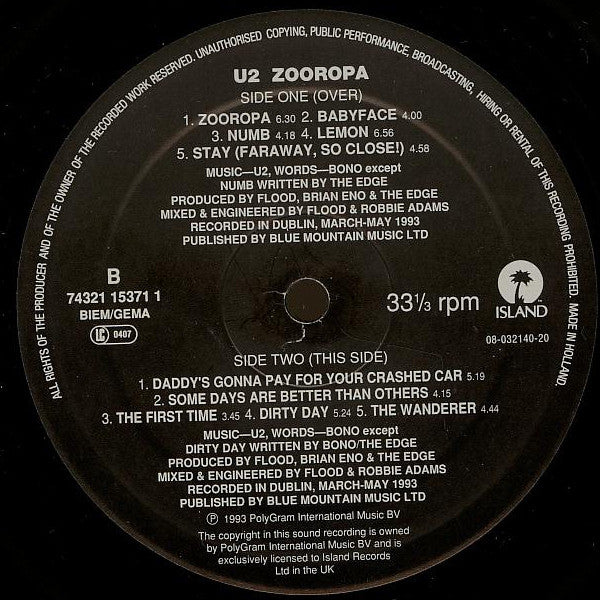 ALL RIGHTS OF THE PRODUCER AND OF THE OWNER OF THE RECORDED WORK RESERVED. UNAUTHORISED COPYING, PUBLIC PERFORMANCE, BROADCASTING, HIRING OR RENTAL OF THIS RECORDING PROHIBITED. MADE IN HOLLAND.
U2 ZOOROPA
SIDE ONE (OVER)
1. ZOOROPA 6.30 2. BABYFACE 4.00
3. NUMB 4.18 4. LEMON 6.56
5. STAY (FARAWAY, SO CLOSE!) 4.58
MUSIC—U2, WORDS—BONO except
NUMB WRITTEN BY THE EDGE
PRODUCED BY FLOOD, BRIAN ENO & THE EDGE
MIXED & ENGINEERED BY FLOOD & ROBBIE ADAMS
RECORDED IN DUBLIN, MARCH-MAY 1993
PUBLISHED BY BLUE MOUNTAIN MUSIC LTD
B
74321 15371 1
BIEM/GEMA
LC 0407
33⅓ rpm
ISLAND™
08-032140-20
SIDE TWO (THIS SIDE)
1. DADDY'S GONNA PAY FOR YOUR CRASHED CAR 5.19
2. SOME DAYS ARE BETTER THAN OTHERS 4.15
3. THE FIRST TIME 3.45 4. DIRTY DAY 5.24 5. THE WANDERER 4.44
MUSIC—U2, WORDS—BONO except
DIRTY DAY WRITTEN BY BONO/THE EDGE
PRODUCED BY FLOOD, BRIAN ENO & THE EDGE
MIXED & ENGINEERED BY FLOOD & ROBBIE ADAMS
RECORDED IN DUBLIN, MARCH-MAY 1993
PUBLISHED BY BLUE MOUNTAIN MUSIC LTD
℗ 1993 PolyGram International Music BV
The copyright in this sound recording is owned
by PolyGram International Music BV and is
exclusively licensed to Island Records
Ltd in the UK